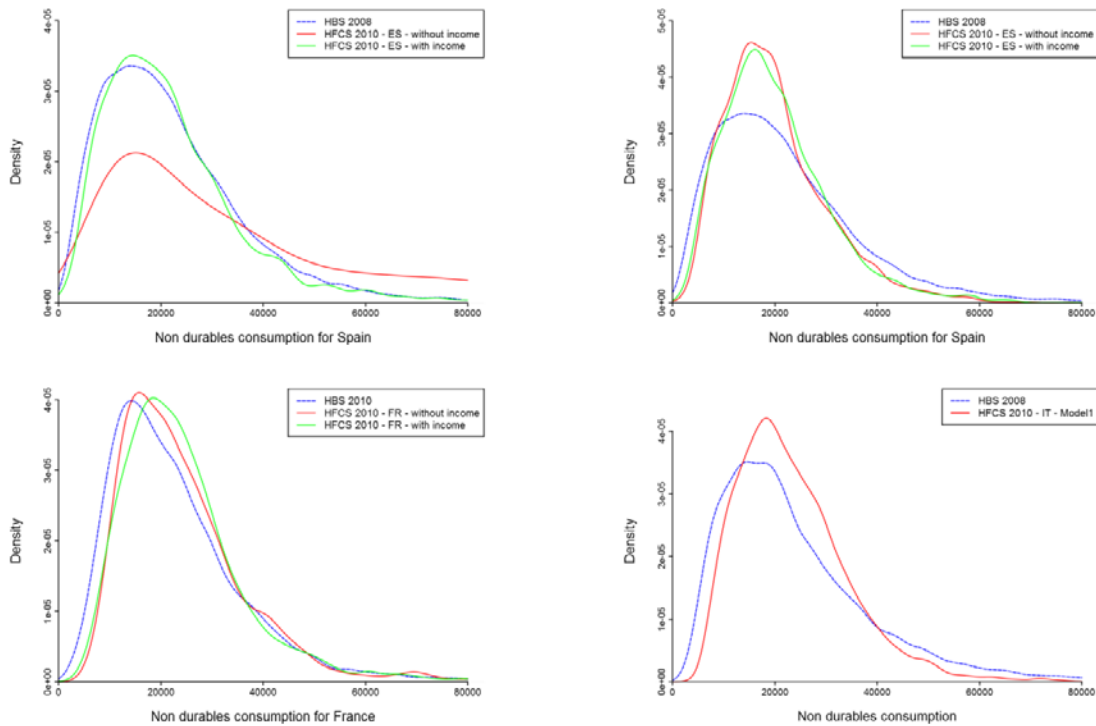 HBS 2008
HFCS 2010 - ES - without income
HFCS 2010 - ES - with income
Density
0e+00
1e-05
2e-05
3e-05
4e-05
0
20000
40000
60000
80000
Non durables consumption for Spain
HBS 2008
HFCS 2010 - ES - without income
HFCS 2010 - ES - with income
Density
0e+00
1e-05
2e-05
3e-05
4e-05
5e-05
0
20000
40000
60000
80000
Non durables consumption for Spain
HBS 2010
HFCS 2010 - FR - without income
HFCS 2010 - FR - with income
Density
0e+00
1e-05
2e-05
3e-05
4e-05
0
20000
40000
60000
80000
Non durables consumption for France
HBS 2008
HFCS 2010 - IT - Model1
Density
0e+00
1e-05
2e-05
3e-05
4e-05
0
20000
40000
60000
80000
Non durables consumption